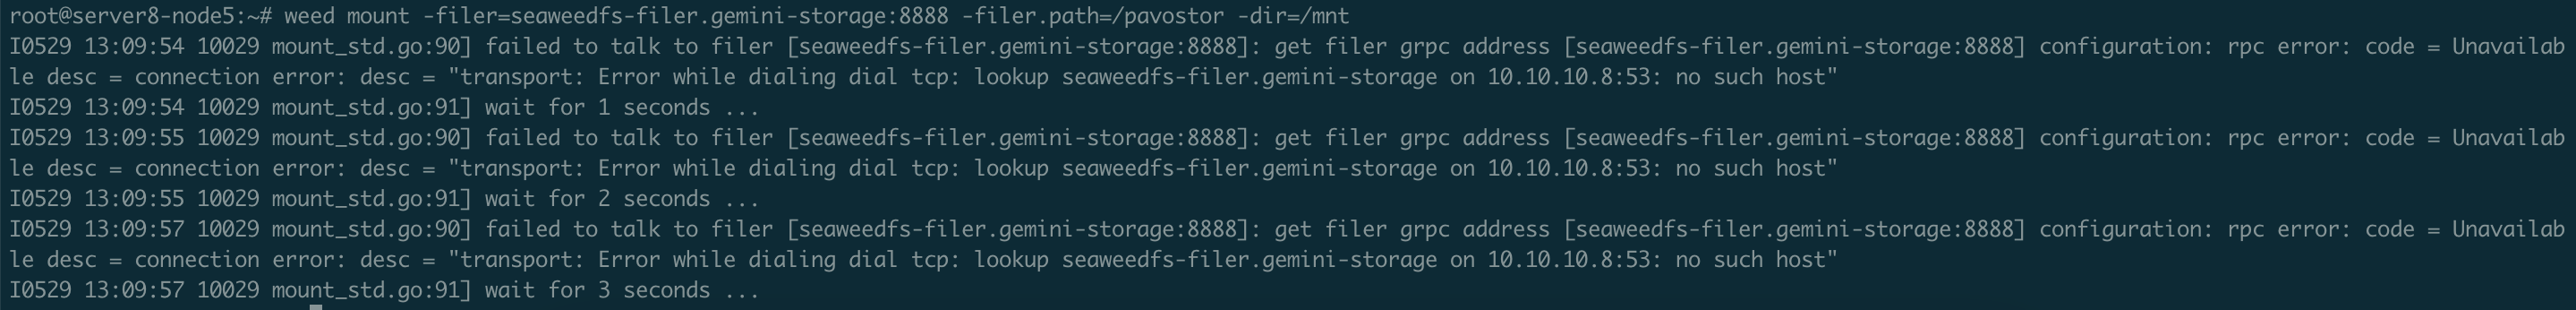 root@server8-node5:~# weed mount -filer=seaweedfs-filer.gemini-storage:8888 -filer.path=/pavostor -dir=/mnt
I0529 13:09:54 10029 mount_std.go:90] failed to talk to filer [seaweedfs-filer.gemini-storage:8888]: get filer grpc address [seaweedfs-filer.gemini-storage:8888] configuration: rpc error: code = Unavailab
le desc = connection error: desc = "transport: Error while dialing dial tcp: lookup seaweedfs-filer.gemini-storage on 10.10.10.8:53: no such host"
I0529 13:09:54 10029 mount_std.go:91] wait for 1 seconds ...
I0529 13:09:55 10029 mount_std.go:90] failed to talk to filer [seaweedfs-filer.gemini-storage:8888]: get filer grpc address [seaweedfs-filer.gemini-storage:8888] configuration: rpc error: code = Unavailab
le desc = connection error: desc = "transport: Error while dialing dial tcp: lookup seaweedfs-filer.gemini-storage on 10.10.10.8:53: no such host"
I0529 13:09:55 10029 mount_std.go:91] wait for 2 seconds ...
I0529 13:09:57 10029 mount_std.go:90] failed to talk to filer [seaweedfs-filer.gemini-storage:8888]: get filer grpc address [seaweedfs-filer.gemini-storage:8888] configuration: rpc error: code = Unavailab
le desc = connection error: desc = "transport: Error while dialing dial tcp: lookup seaweedfs-filer.gemini-storage on 10.10.10.8:53: no such host"
I0529 13:09:57 10029 mount_std.go:91] wait for 3 seconds ...